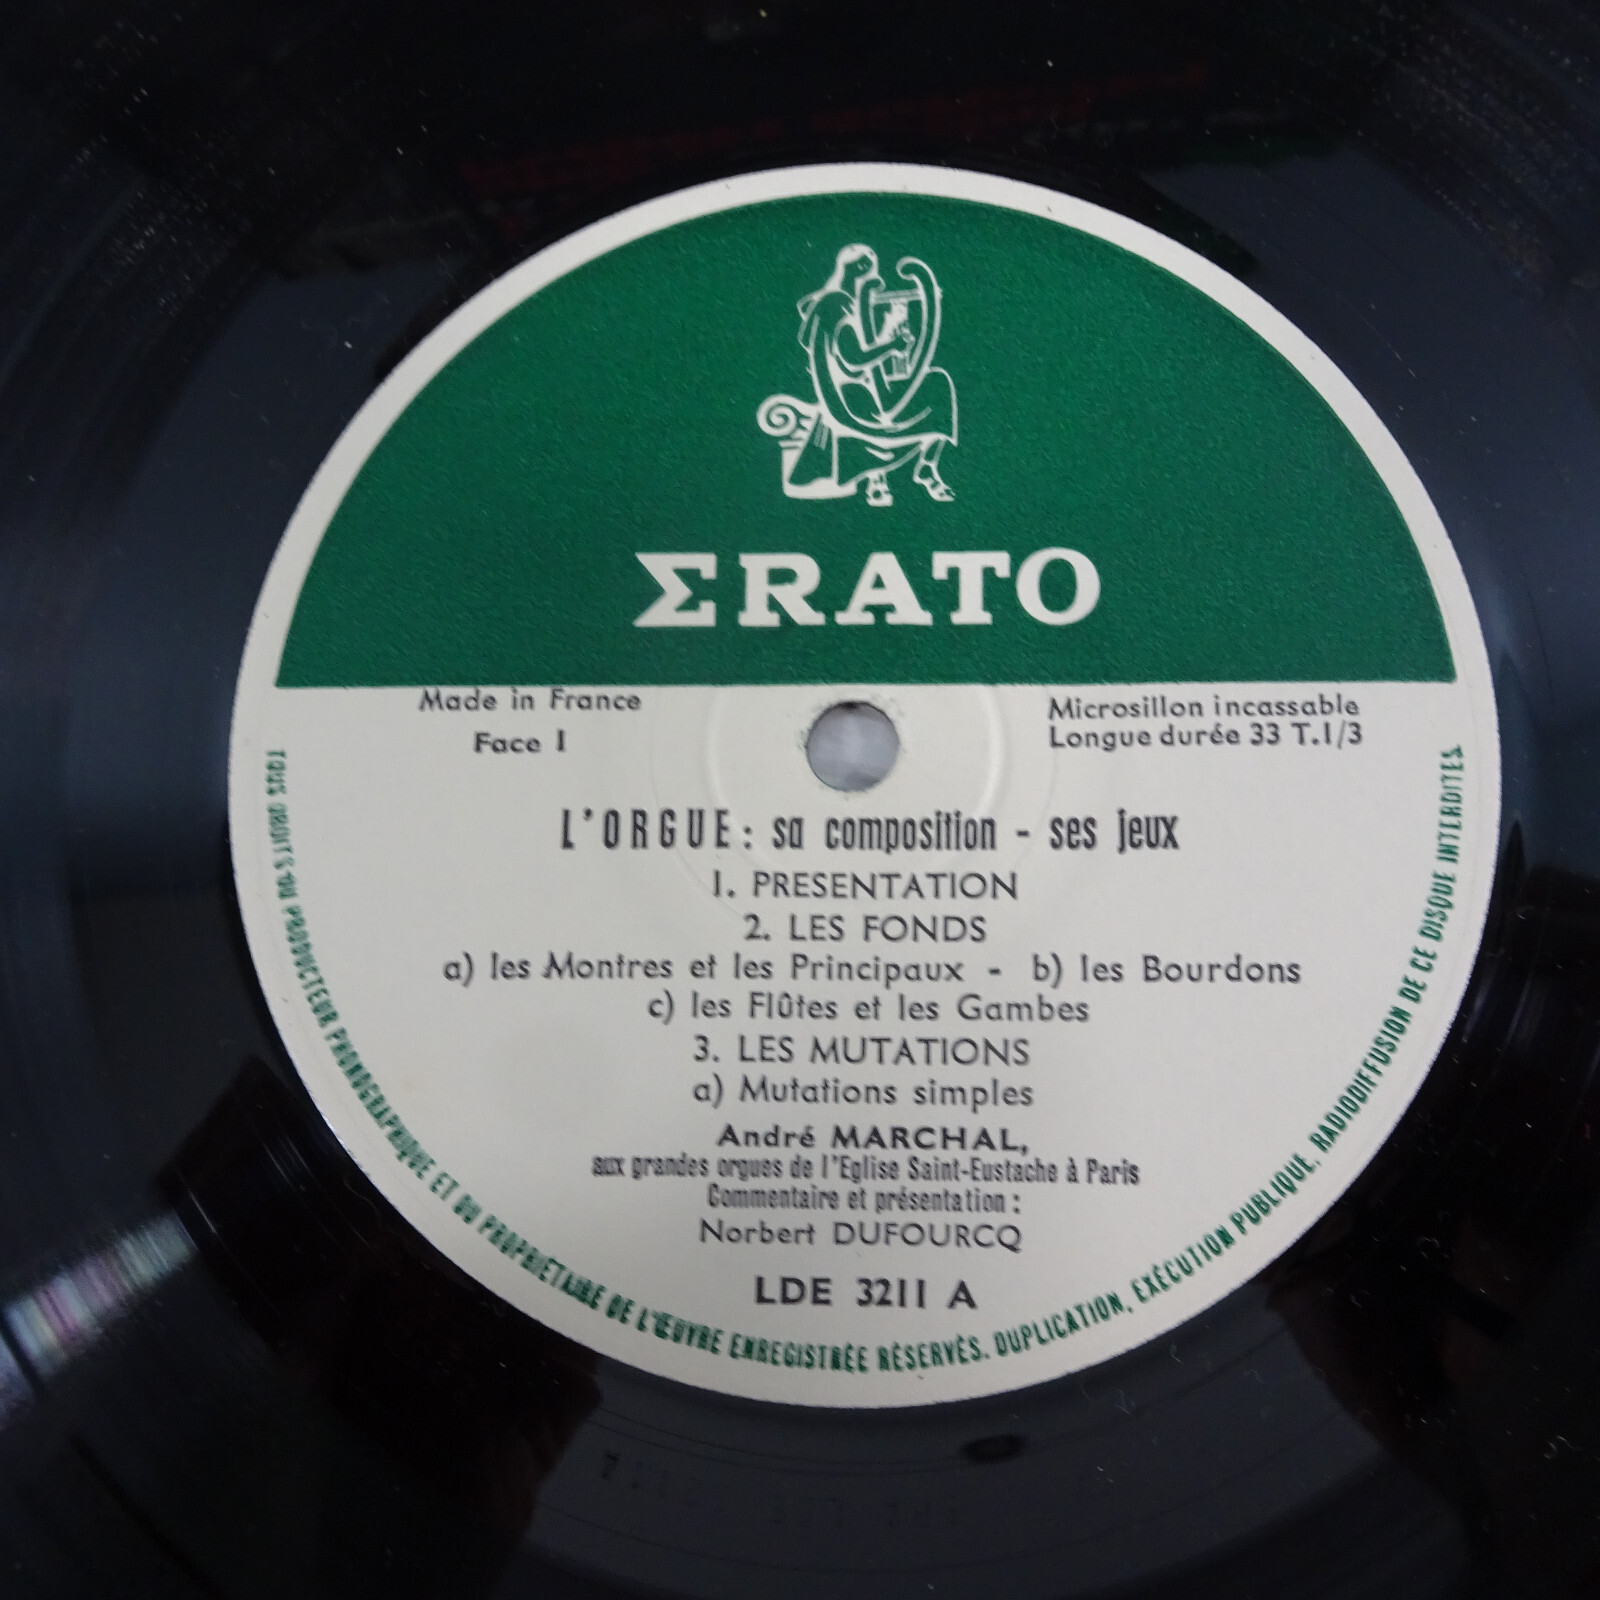 ΣRATO
Made in France
Face 1
Microsillon incassable
Longue durée 33 T.1/3
L'ORGUE : sa composition - ses jeux
1. PRESENTATION
2. LES FONDS
a) les Montres et les Principaux - b) les Bourdons
c) les Flûtes et les Gambes
3. LES MUTATIONS
a) Mutations simples
André MARCHAL,
aux grandes orgues de l'Eglise Saint-Eustache à Paris
Commentaire et présentation :
Norbert DUFOURCQ
LDE 3211 A
TOUS DROITS DU PRODUCTEUR PHONOGRAPHIQUE ET DU PROPRIÉTAIRE DE L'ŒUVRE ENREGISTRÉE RÉSERVÉS. DUPLICATION, EXÉCUTION PUBLIQUE, RADIODIFFUSION DE CE DISQUE INTERDITES